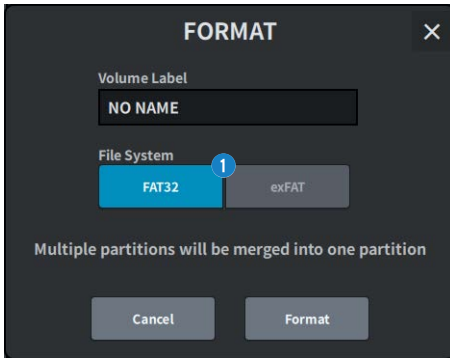 FORMAT ×
Volume Label
NO NAME
File System
1
FAT32 exFAT
Multiple partitions will be merged into one partition
Cancel Format